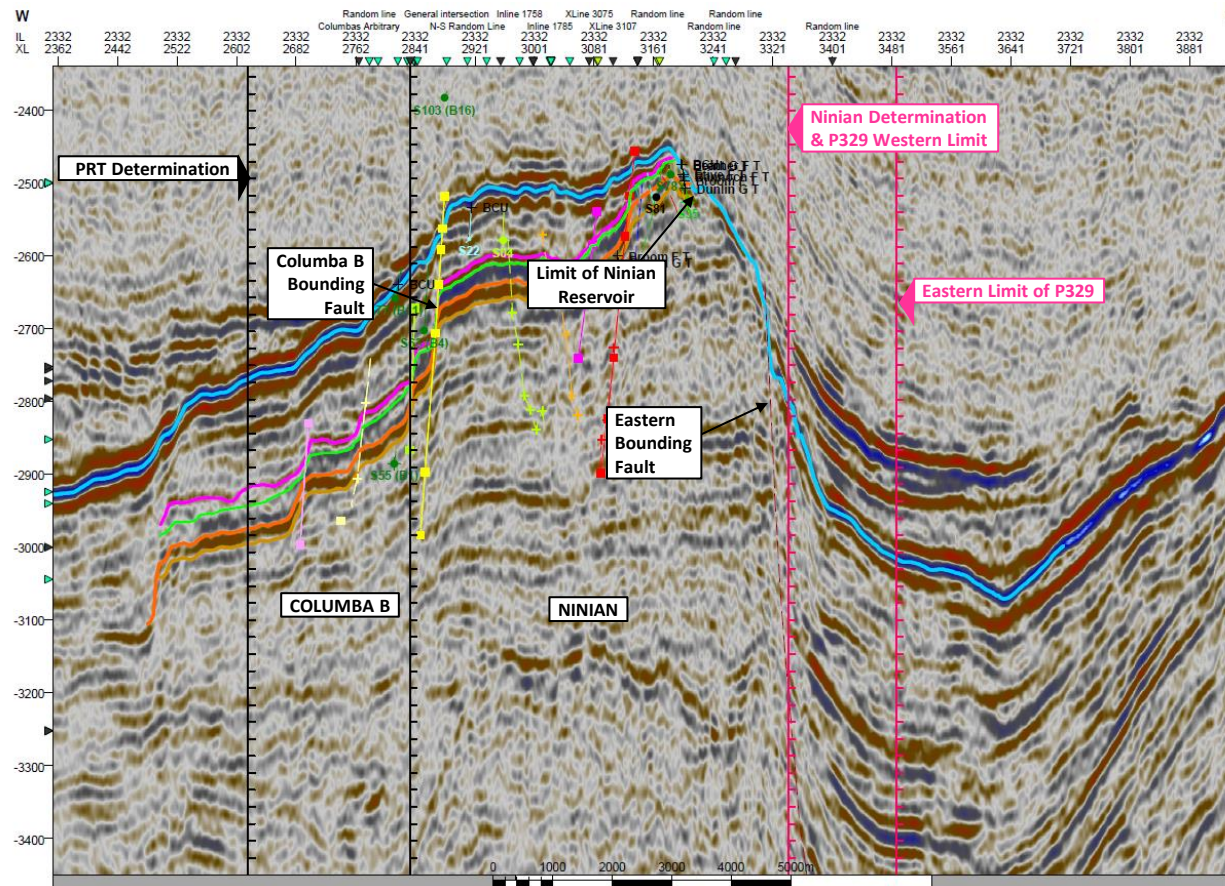 W
Random line General intersection Inline 1758 XLine 3075 Random line Random line
Columbas Arbitrary N-S Random Line Inline 1785 XLine 3107 Random line Random line
IL 2332 2332 2332 2332 2332 2332 2332 2332 2332 2332 2332 2332 2332 2332 2332 2332 2332 2332 2332 2332
XL 2362 2442 2522 2602 2682 2762 2841 2921 3001 3081 3161 3241 3321 3401 3481 3561 3641 3721 3801 3881
-2400
-2500
-2600
-2700
-2800
-2900
-3000
-3100
-3200
-3300
-3400
S103 (B16)
Ninian Determination
& P329 Western Limit
PRT Determination
Dunlin G T
BCU
S81
S22
Columba B
Bounding
Fault
Limit of Ninian
Reservoir
Broom F T
G T
BCU
Eastern Limit of P329
(B4)
Eastern
Bounding
Fault
COLUMBA B
NINIAN
0 1000 2000 3000 4000 5000m